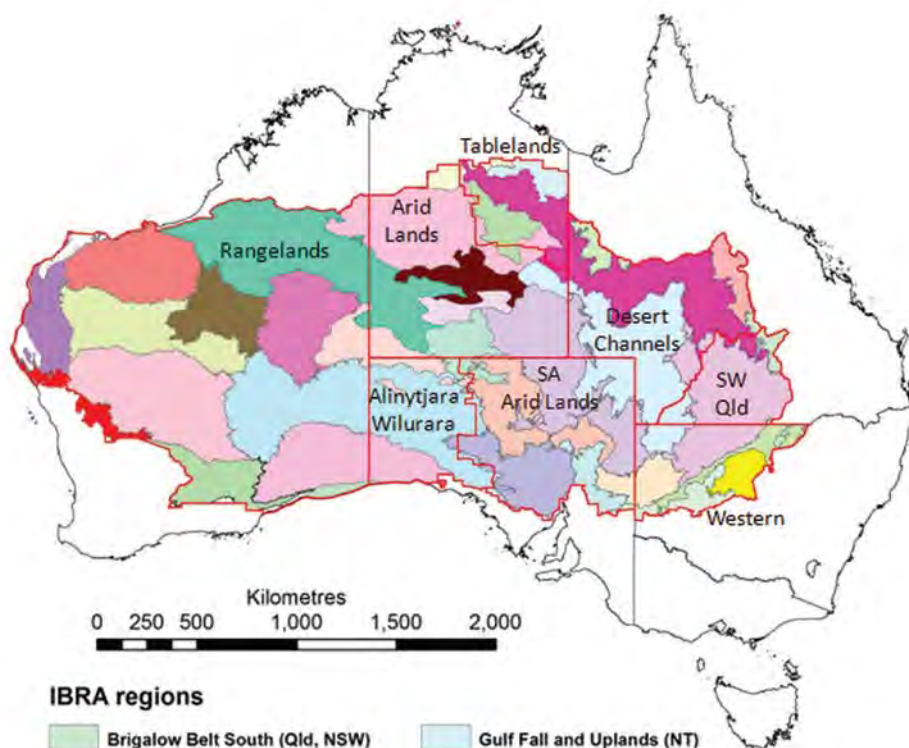 Tablelands
Arid
Lands
Rangelands
Desert
Channels
SA
Arid Lands
SW
Qld
Alinytjara
Wilurara
Western
Kilometres
0 250 500 1,000 1,500 2,000
IBRA regions
Brigalow Belt South (Qld, NSW)
Gulf Fall and Uplands (NT)